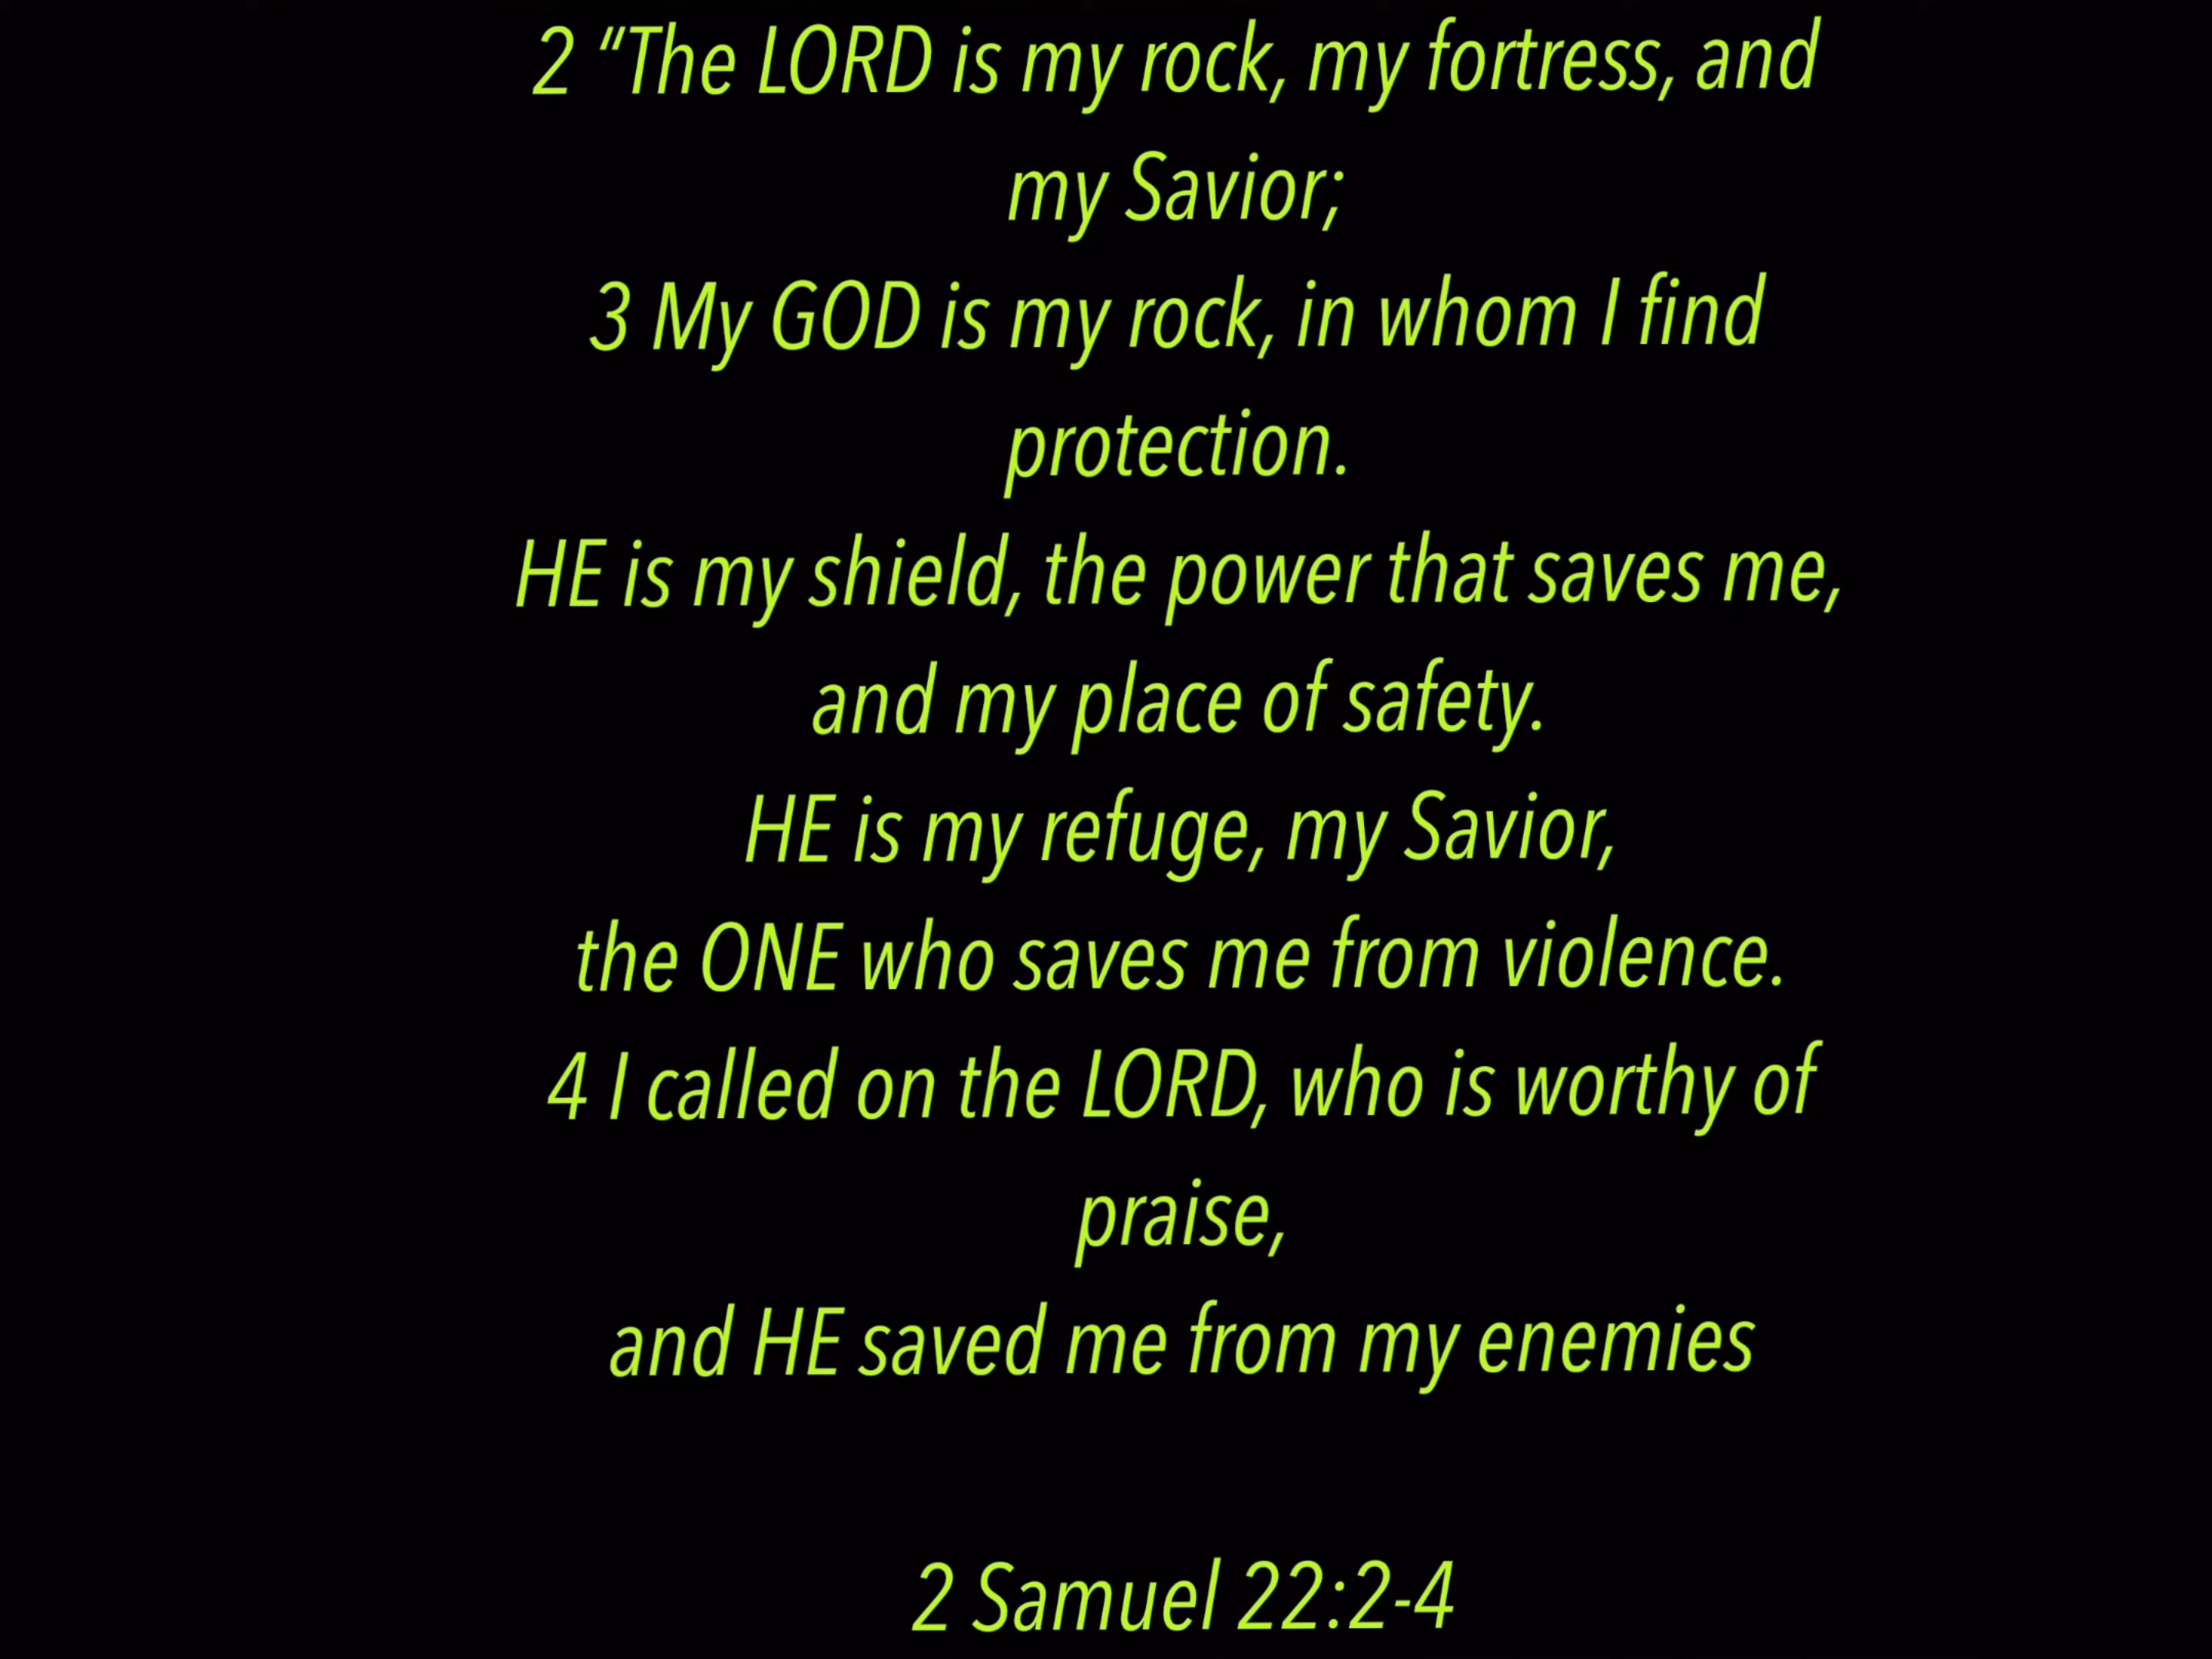 2 “The LORD is my rock, my fortress, and
my Savior;
3 My GOD is my rock, in whom I find
protection.
HE is my shield, the power that saves me,
and my place of safety.
HE is my refuge, my Savior,
the ONE who saves me from violence.
4 I called on the LORD, who is worthy of
praise,
and HE saved me from my enemies
2 Samuel 22:2-4